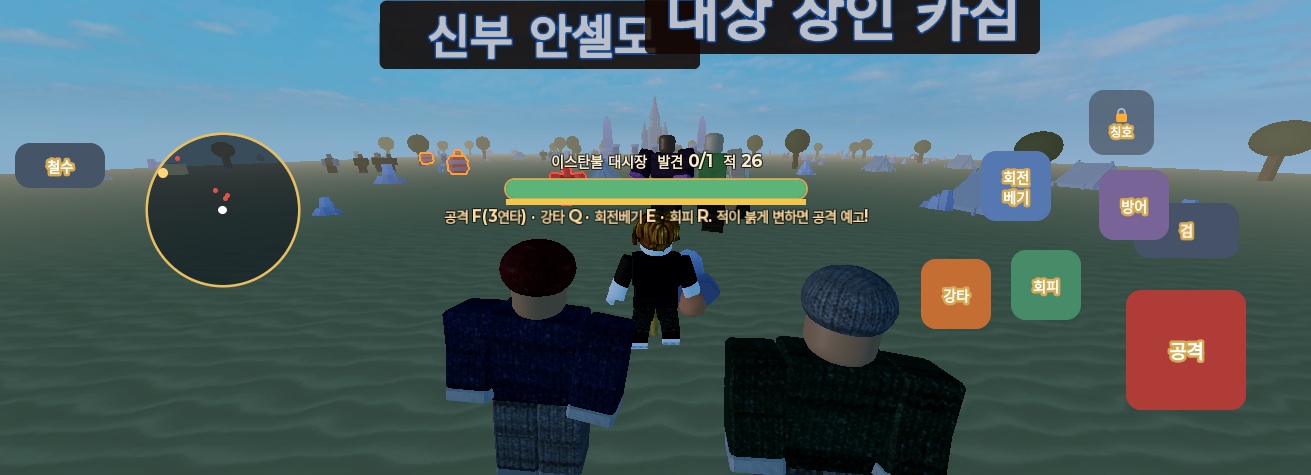 신부 안셀모
대상 상인 카심
칭호
철수
이스탄불 대시장 발견 0/1 적 26
회전
베기
방어
검
공격 F(3연타) · 강타 Q · 회전베기 E · 회피 R. 적이 붉게 변하면 공격 예고!
강타
회피
공격